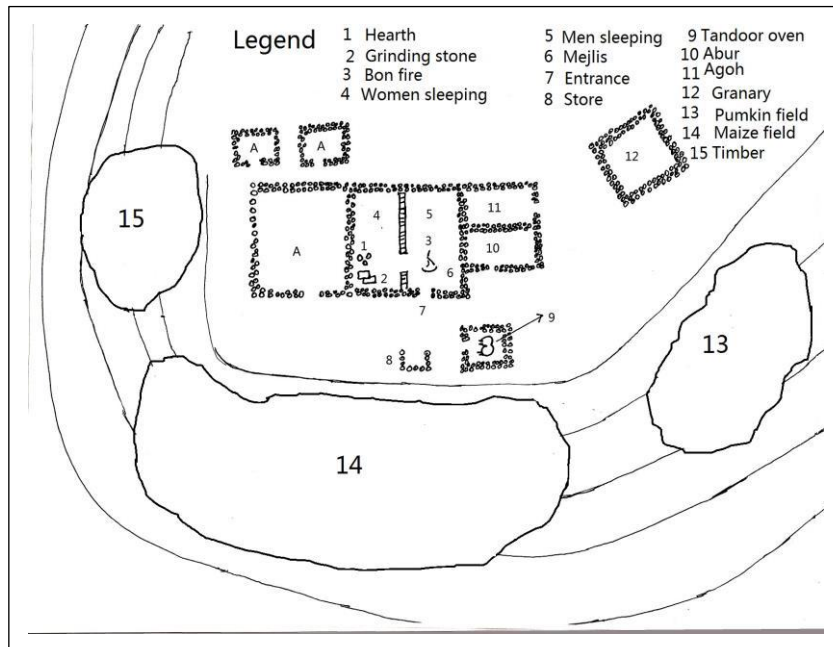 Legend
1 Hearth
2 Grinding stone
3 Bon fire
4 Women sleeping
5 Men sleeping
6 Mejlis
7 Entrance
8 Store
9 Tandoor oven
10 Abur
11 Agoh
12 Granary
13 Pumkin field
14 Maize field
15 Timber
A
A
12
15
4
5
11
A
1
3
10
2
6
7
9
8
13
14